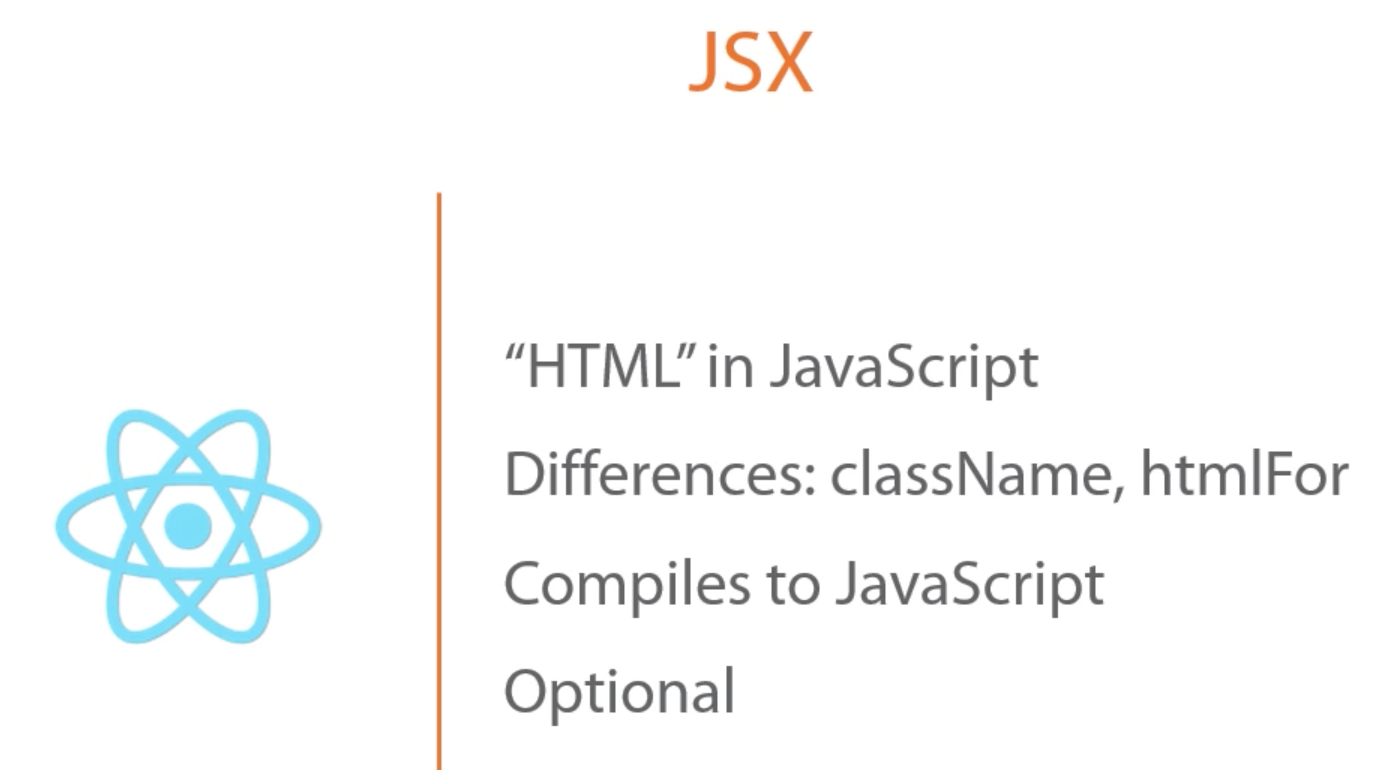 JSX
“HTML” in JavaScript
Differences: className, htmlFor
Compiles to JavaScript
Optional